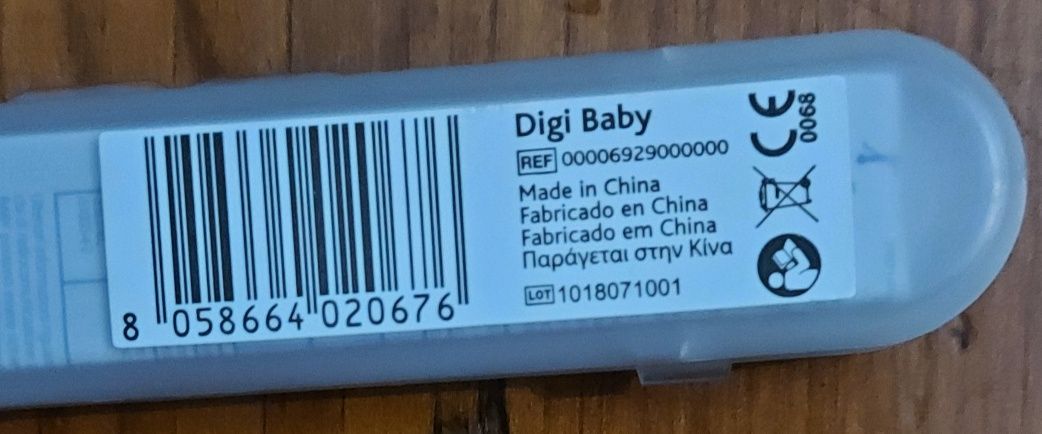 Digi Baby
REF 00006929000000
Made in China
Fabricado en China
Fabricado em China
Παράγεται στην Κίνα
LOT 1018071001
8 058664 020676
CE
0068